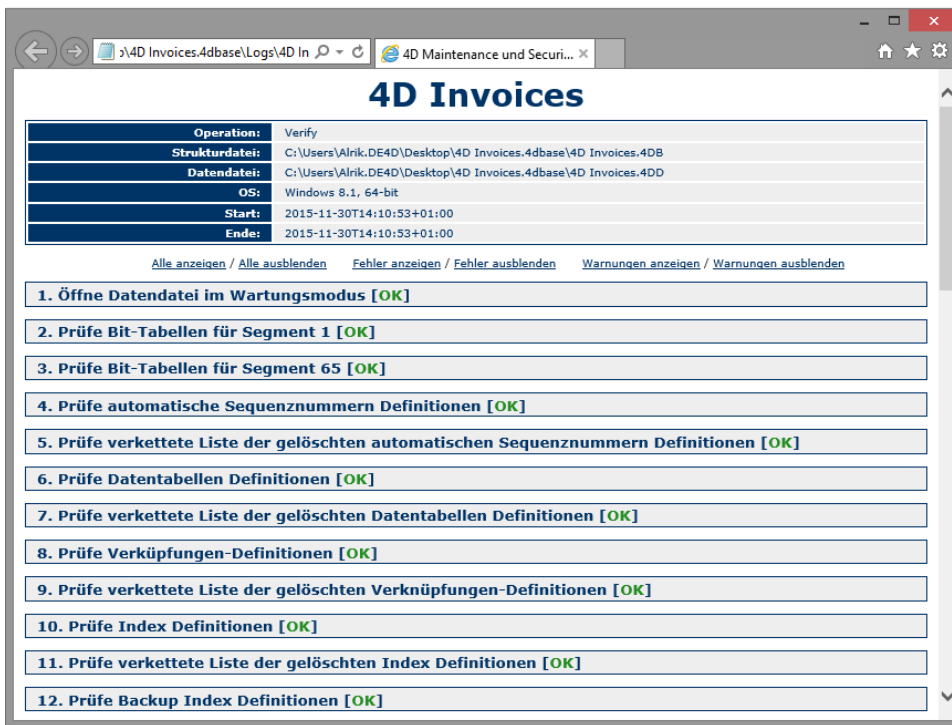 ɔ\4D Invoices.4dbase\Logs\4D In
4D Maintenance und Securi...
4D Invoices
Operation: Verify
Strukturdatei: C:\Users\Alrik.DE4D\Desktop\4D Invoices.4dbase\4D Invoices.4DB
Datendatei: C:\Users\Alrik.DE4D\Desktop\4D Invoices.4dbase\4D Invoices.4DD
OS: Windows 8.1, 64-bit
Start: 2015-11-30T14:10:53+01:00
Ende: 2015-11-30T14:10:53+01:00
Alle anzeigen / Alle ausblenden Fehler anzeigen / Fehler ausblenden Warnungen anzeigen / Warnungen ausblenden
1. Öffne Datendatei im Wartungsmodus [OK]
2. Prüfe Bit-Tabellen für Segment 1 [OK]
3. Prüfe Bit-Tabellen für Segment 65 [OK]
4. Prüfe automatische Sequenznummern Definitionen [OK]
5. Prüfe verkettete Liste der gelöschten automatischen Sequenznummern Definitionen [OK]
6. Prüfe Datentabellen Definitionen [OK]
7. Prüfe verkettete Liste der gelöschten Datentabellen Definitionen [OK]
8. Prüfe Verküpfungen-Definitionen [OK]
9. Prüfe verkettete Liste der gelöschten Verknüpfungen-Definitionen [OK]
10. Prüfe Index Definitionen [OK]
11. Prüfe verkettete Liste der gelöschten Index Definitionen [OK]
12. Prüfe Backup Index Definitionen [OK]